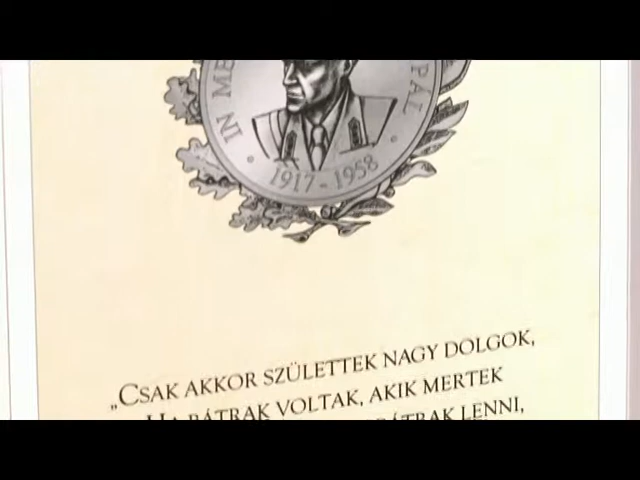 IN ME
PÁL
• 1917 - 1958 •
„CSAK AKKOR SZÜLETTEK NAGY DOLGOK,
HA BÁTRAK VOLTAK, AKIK MERTEK
BÁTRAK LENNI,